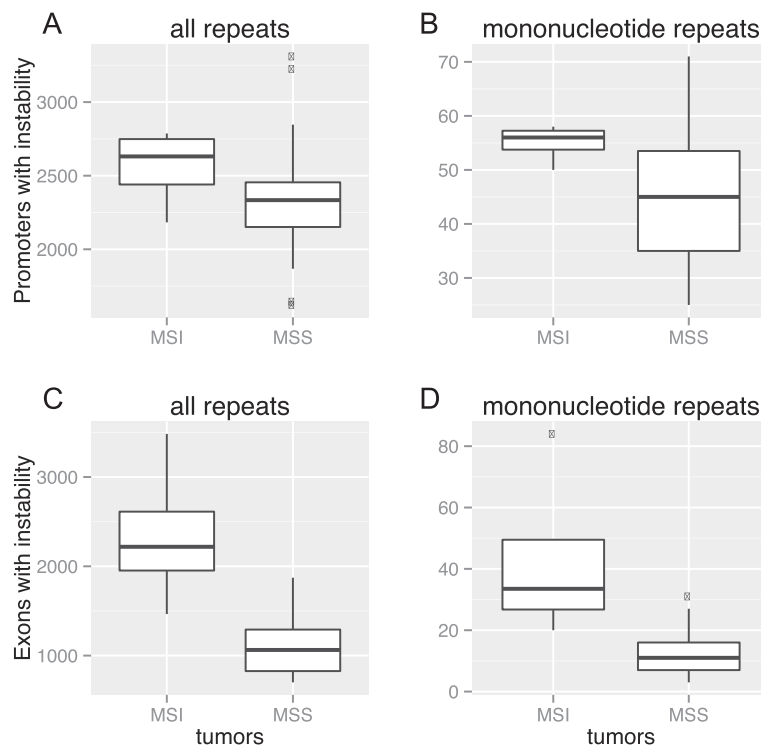 A
all repeats
Promoters with instability
3000
2500
2000
MSI MSS
B
mononucleotide repeats
70
60
50
40
30
MSI MSS
C
all repeats
Exons with instability
3000
2000
1000
MSI MSS
tumors
D
mononucleotide repeats
80
60
40
20
0
MSI MSS
tumors